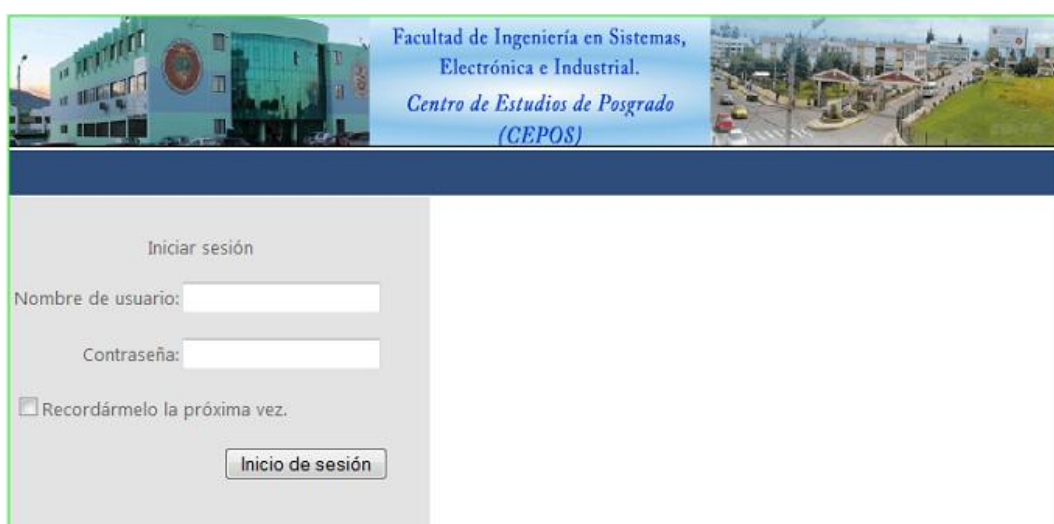 Facultad de Ingeniería en Sistemas,
Electrónica e Industrial.
Centro de Estudios de Posgrado
(CEPOS)
Iniciar sesión
Nombre de usuario:
Contraseña:
Recordármelo la próxima vez.
Inicio de sesión